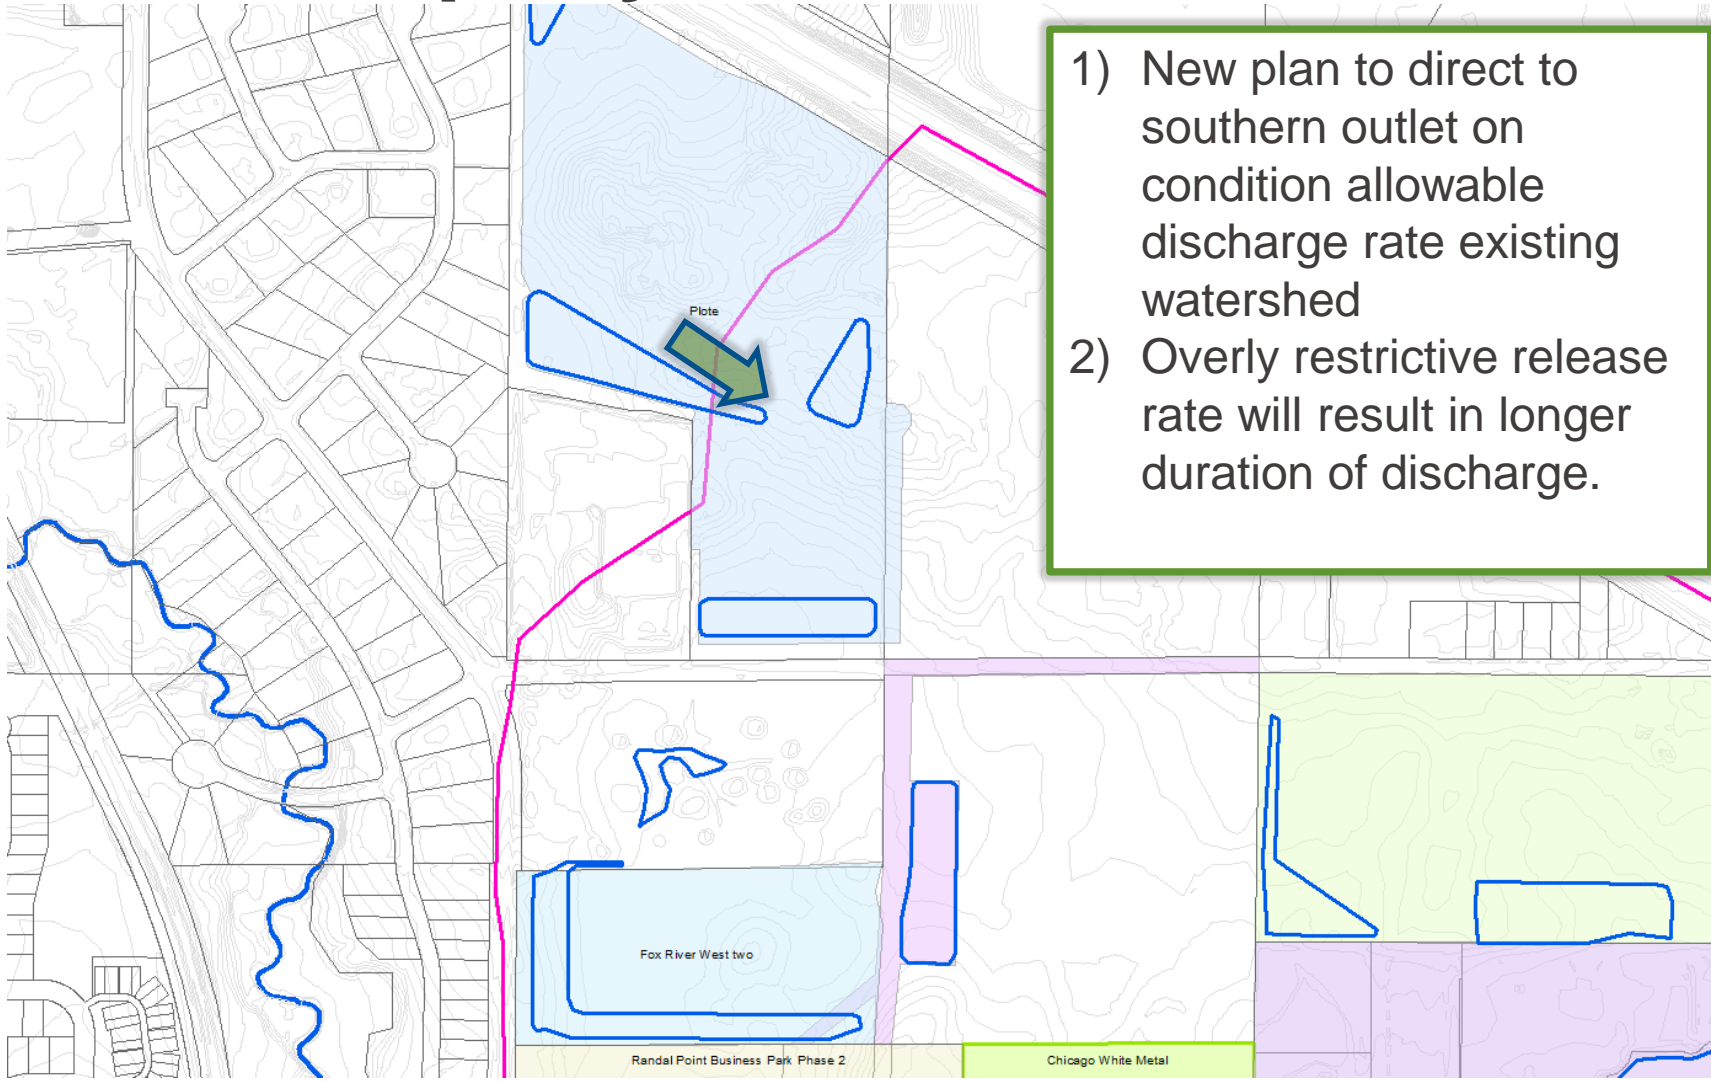 1) New plan to direct to
southern outlet on
condition allowable
discharge rate existing
watershed
2) Overly restrictive release
rate will result in longer
duration of discharge.
Plote
Fox River West two
Randal Point Business Park Phase 2
Chicago White Metal